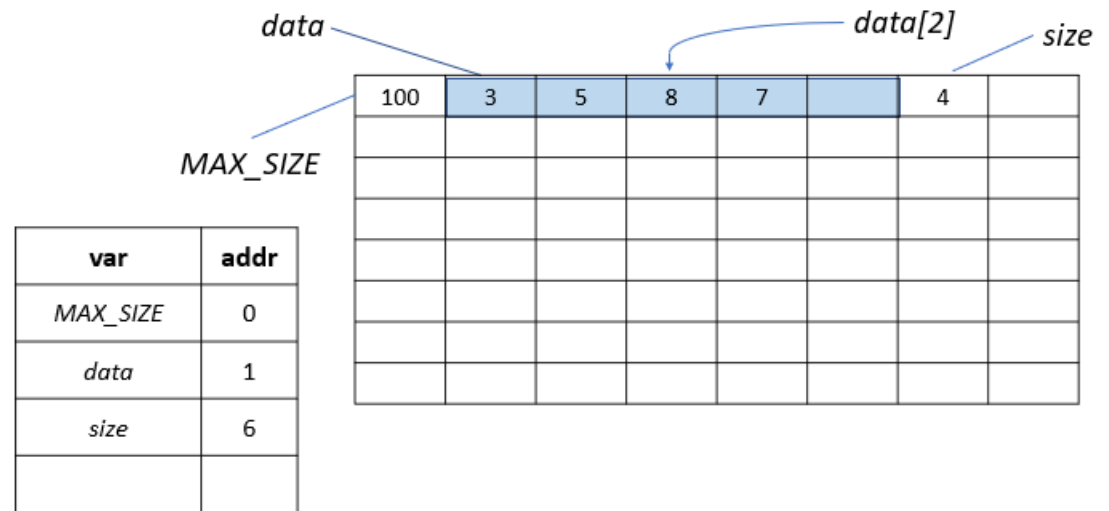 data
data[2]
size
100 3 5 8 7 4
MAX_SIZE
var addr
MAX_SIZE 0
data 1
size 6